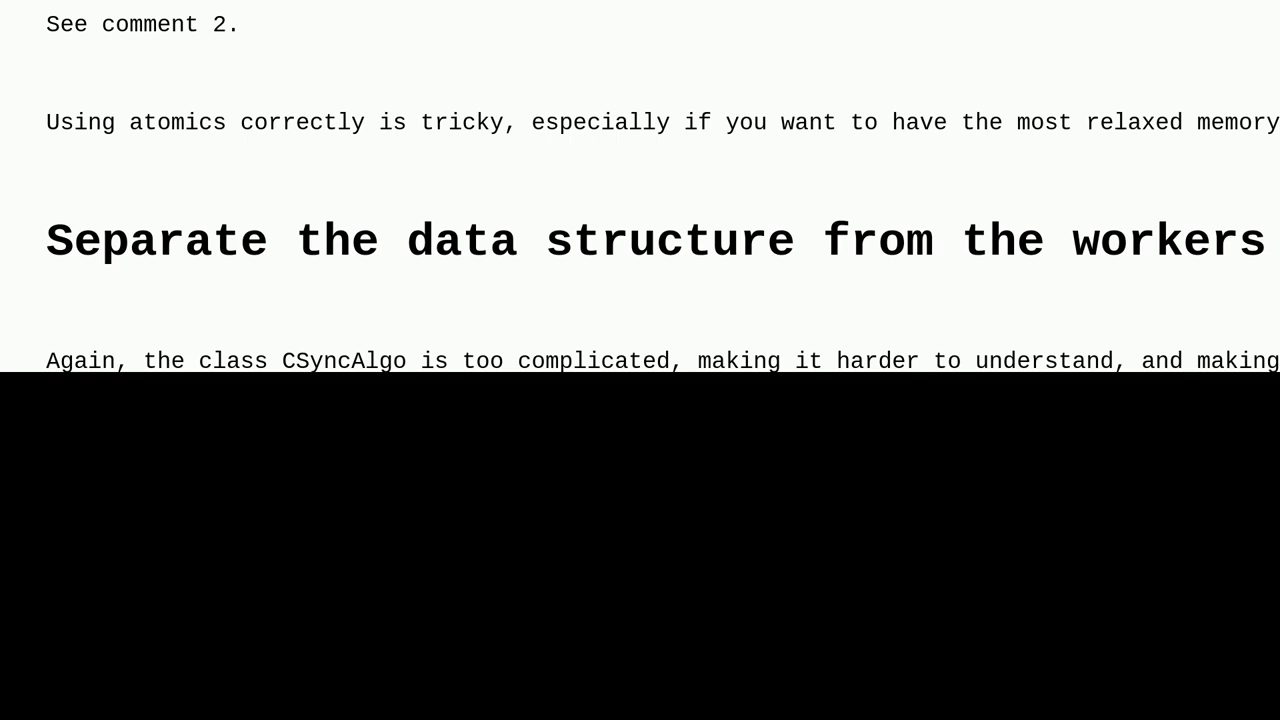 See comment 2.
Using atomics correctly is tricky, especially if you want to have the most relaxed memory
Separate the data structure from the workers
Again, the class CSyncAlgo is too complicated, making it harder to understand, and making